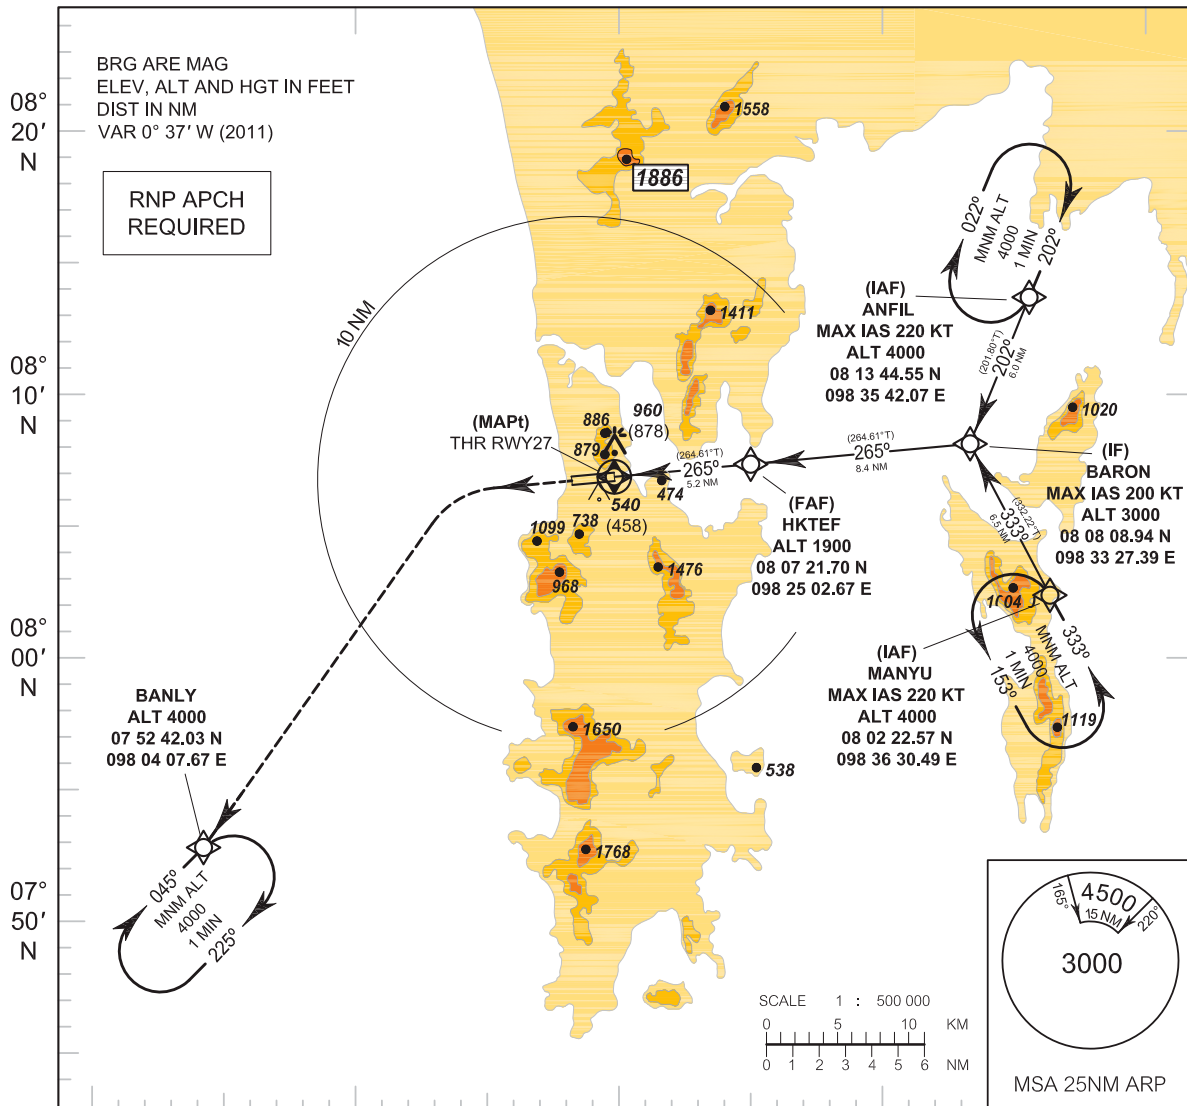 BRG ARE MAG
ELEV, ALT AND HGT IN FEET
DIST IN NM
VAR 0° 37' W (2011)
RNP APCH
REQUIRED
08°
20'
N
08°
10'
N
08°
00'
N
07°
50'
N
10 NM
1558
1886
1411
886
960
(878)
879
474
540
(458)
1099
738
968
1476
1650
538
1768
1020
1004
1119
(MAPt)
THR RWY27
022°
MNM ALT
4000
1 MIN
202°
(IAF)
ANFIL
MAX IAS 220 KT
ALT 4000
08 13 44.55 N
098 35 42.07 E
(201.80°T)
202°
6.0 NM
(264.61°T)
265°
8.4 NM
(264.61°T)
265°
5.2 NM
(IF)
BARON
MAX IAS 200 KT
ALT 3000
08 08 08.94 N
098 33 27.39 E
(FAF)
HKTEF
ALT 1900
08 07 21.70 N
098 25 02.67 E
(332.22°T)
333°
6.5 NM
(IAF)
MANYU
MAX IAS 220 KT
ALT 4000
08 02 22.57 N
098 36 30.49 E
333°
MNM ALT
4000
1 MIN
153°
BANLY
ALT 4000
07 52 42.03 N
098 04 07.67 E
045°
MNM ALT
4000
1 MIN
225°
SCALE 1 : 500 000
0 5 10 KM
0 1 2 3 4 5 6 NM
165°
4500
15 NM
220°
3000
MSA 25NM ARP